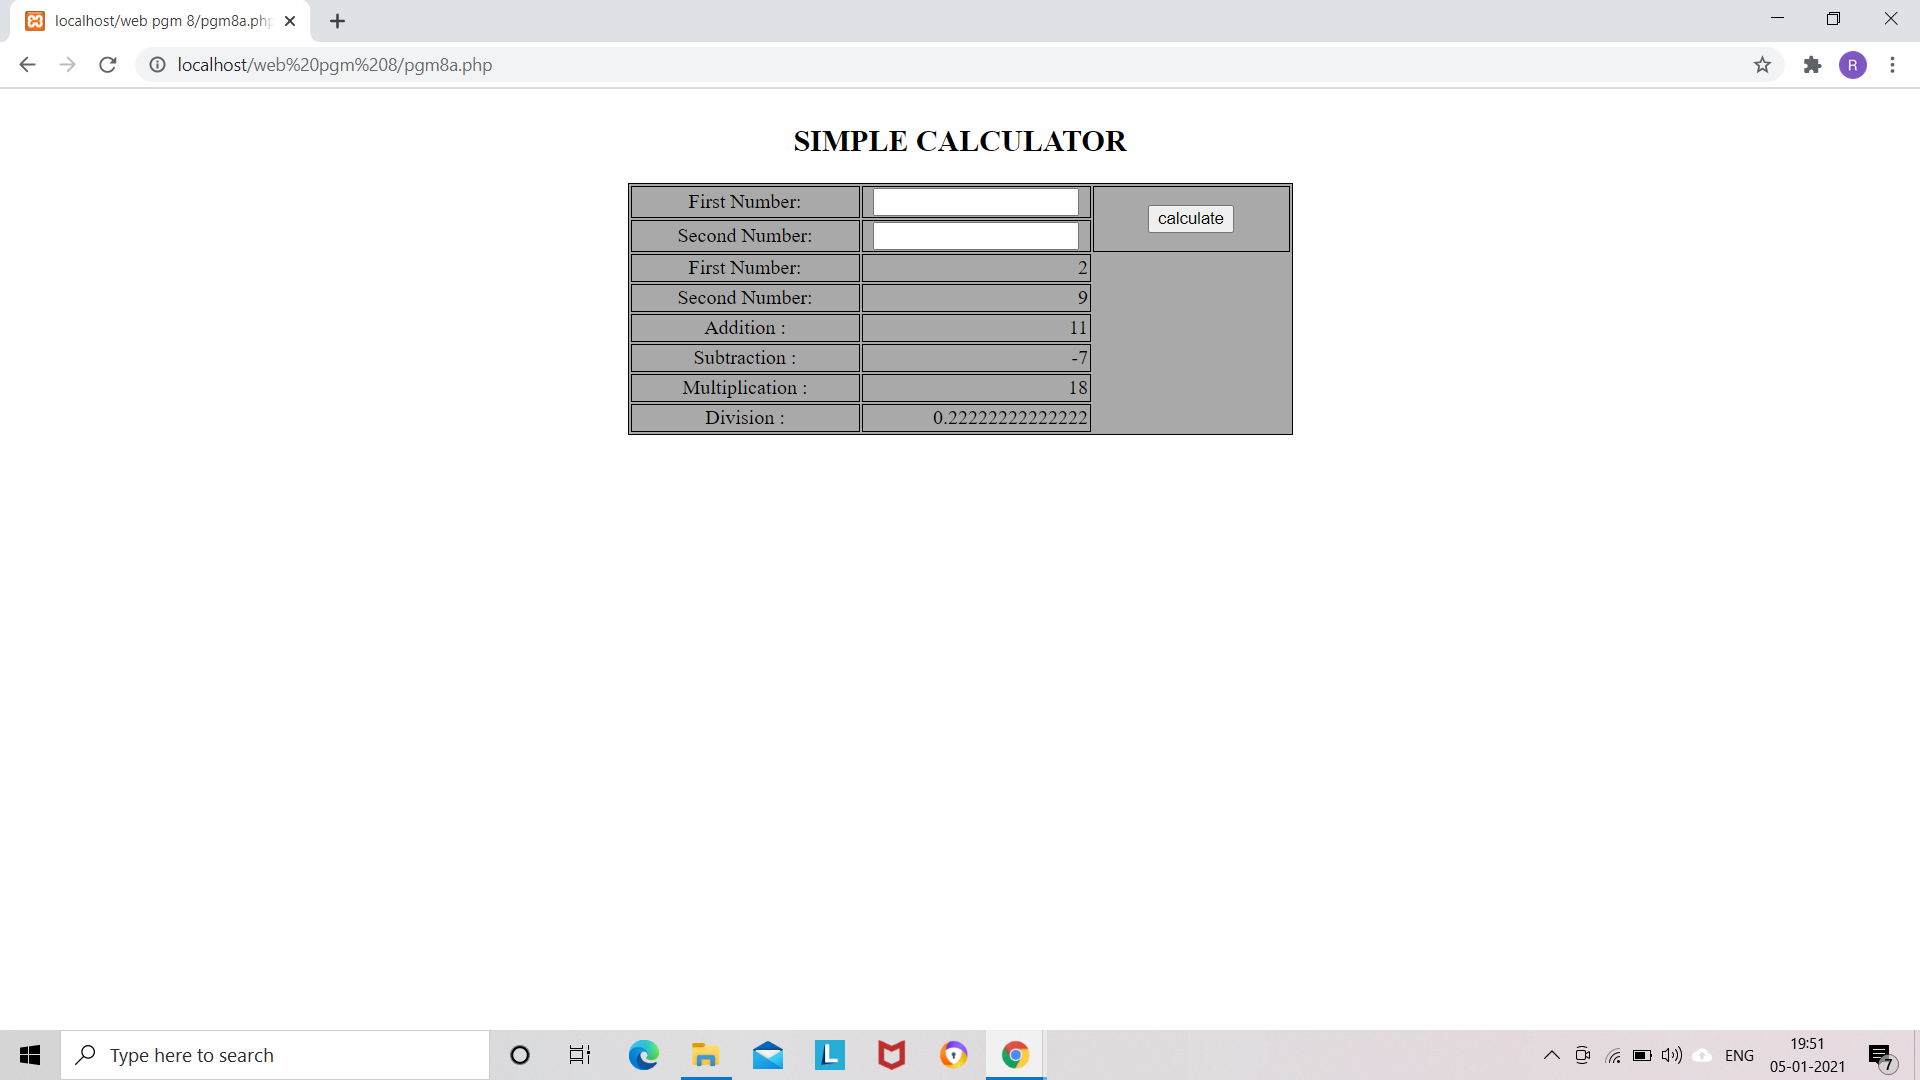 localhost/web pgm 8/pgm8a.php
localhost/web%20pgm%208/pgm8a.php
R
SIMPLE CALCULATOR
First Number:
calculate
Second Number:
First Number: 2
Second Number: 9
Addition : 11
Subtraction : -7
Multiplication : 18
Division : 0.22222222222222
Type here to search
L
ENG
19:51
05-01-2021
7